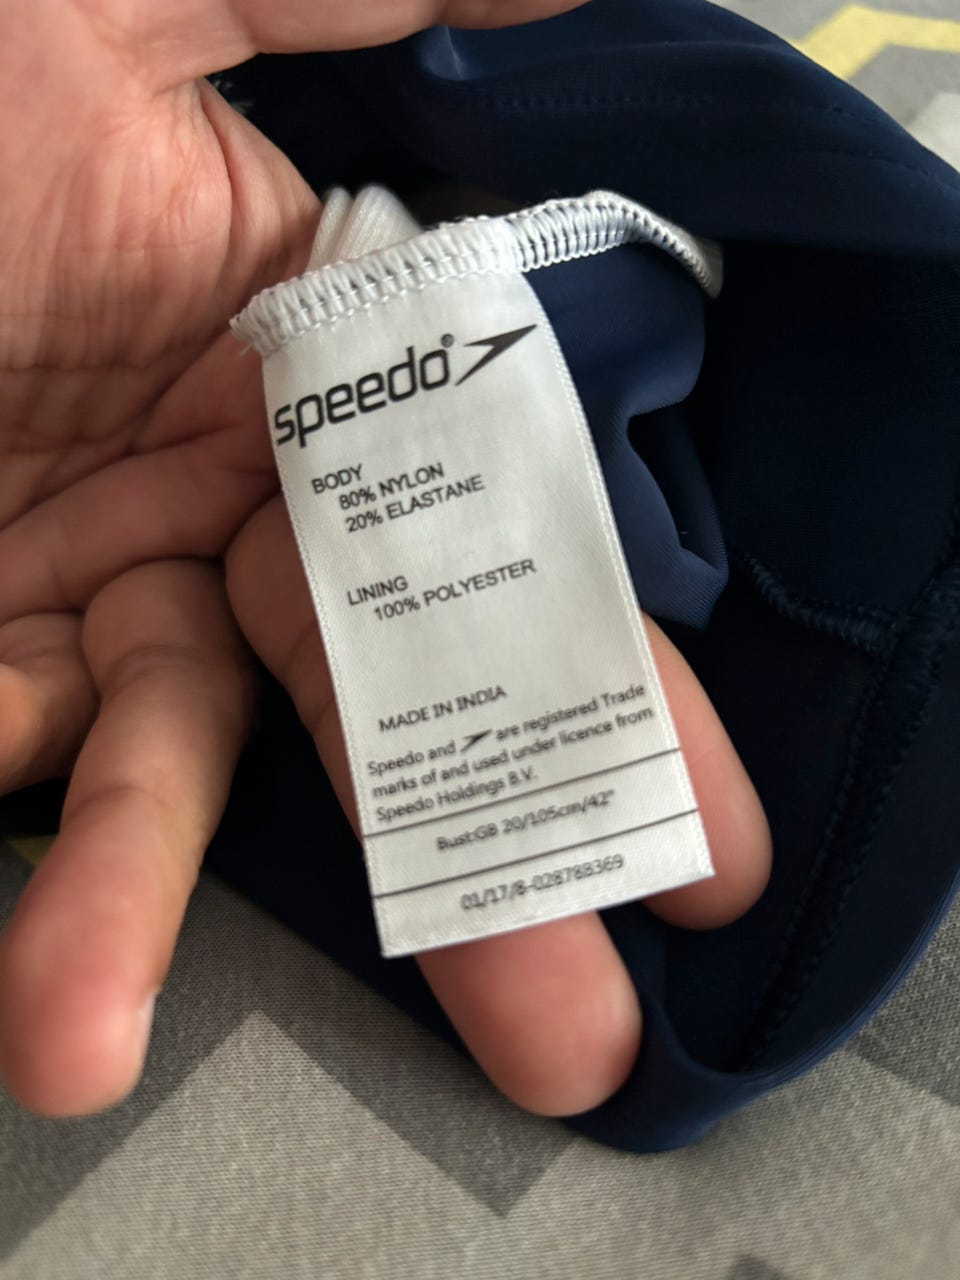 speedo®
BODY
80% NYLON
20% ELASTANE
LINING
100% POLYESTER
MADE IN INDIA
Speedo and are registered Trade
marks of and used under licence from
Speedo Holdings B.V.
Bust:GB 20/105cm/42"
01/17/8-028788369